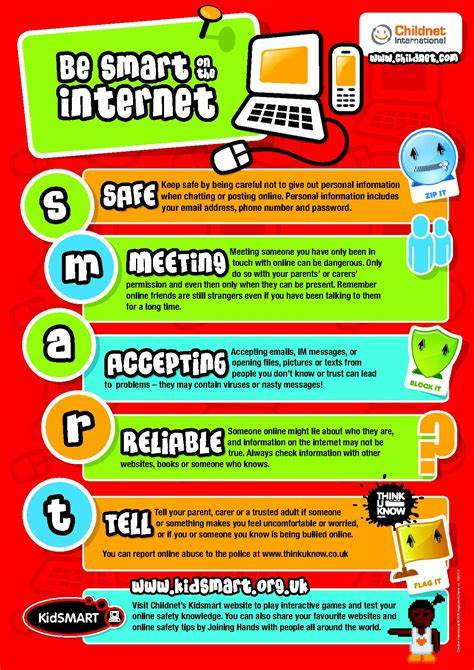 Be smart on
the
internet
Childnet
International
www.childnet.com
s
SAFE
Keep safe by being careful not to give out personal information
when chatting or posting online. Personal information includes
your email address, phone number and password.
ZIP IT
m
MEETING
Meeting someone you have only been in
touch with online can be dangerous. Only
do so with your parents' or carers'
permission and even then only when they can be present. Remember
online friends are still strangers even if you have been talking to them
for a long time.
a
ACCEPTING
Accepting emails, IM messages, or
opening files, pictures or texts from
people you don't know or trust can lead
to problems – they may contain viruses or nasty messages!
BLOCK IT
r
RELIABLE
Someone online might lie about who they are,
and information on the internet may not be
true. Always check information with other
websites, books or someone who knows.
?
t
TELL
Tell your parent, carer or a trusted adult if someone
or something makes you feel uncomfortable or worried,
or if you or someone you know is being bullied online.
You can report online abuse to the police at www.thinkuknow.co.uk
THINK
U
KNOW
FLAG IT
www.kidsmart.org.uk
KidSMART
Visit Childnet's Kidsmart website to play interactive games and test your
online safety knowledge. You can also share your favourite websites and
online safety tips by Joining Hands with people all around the world.